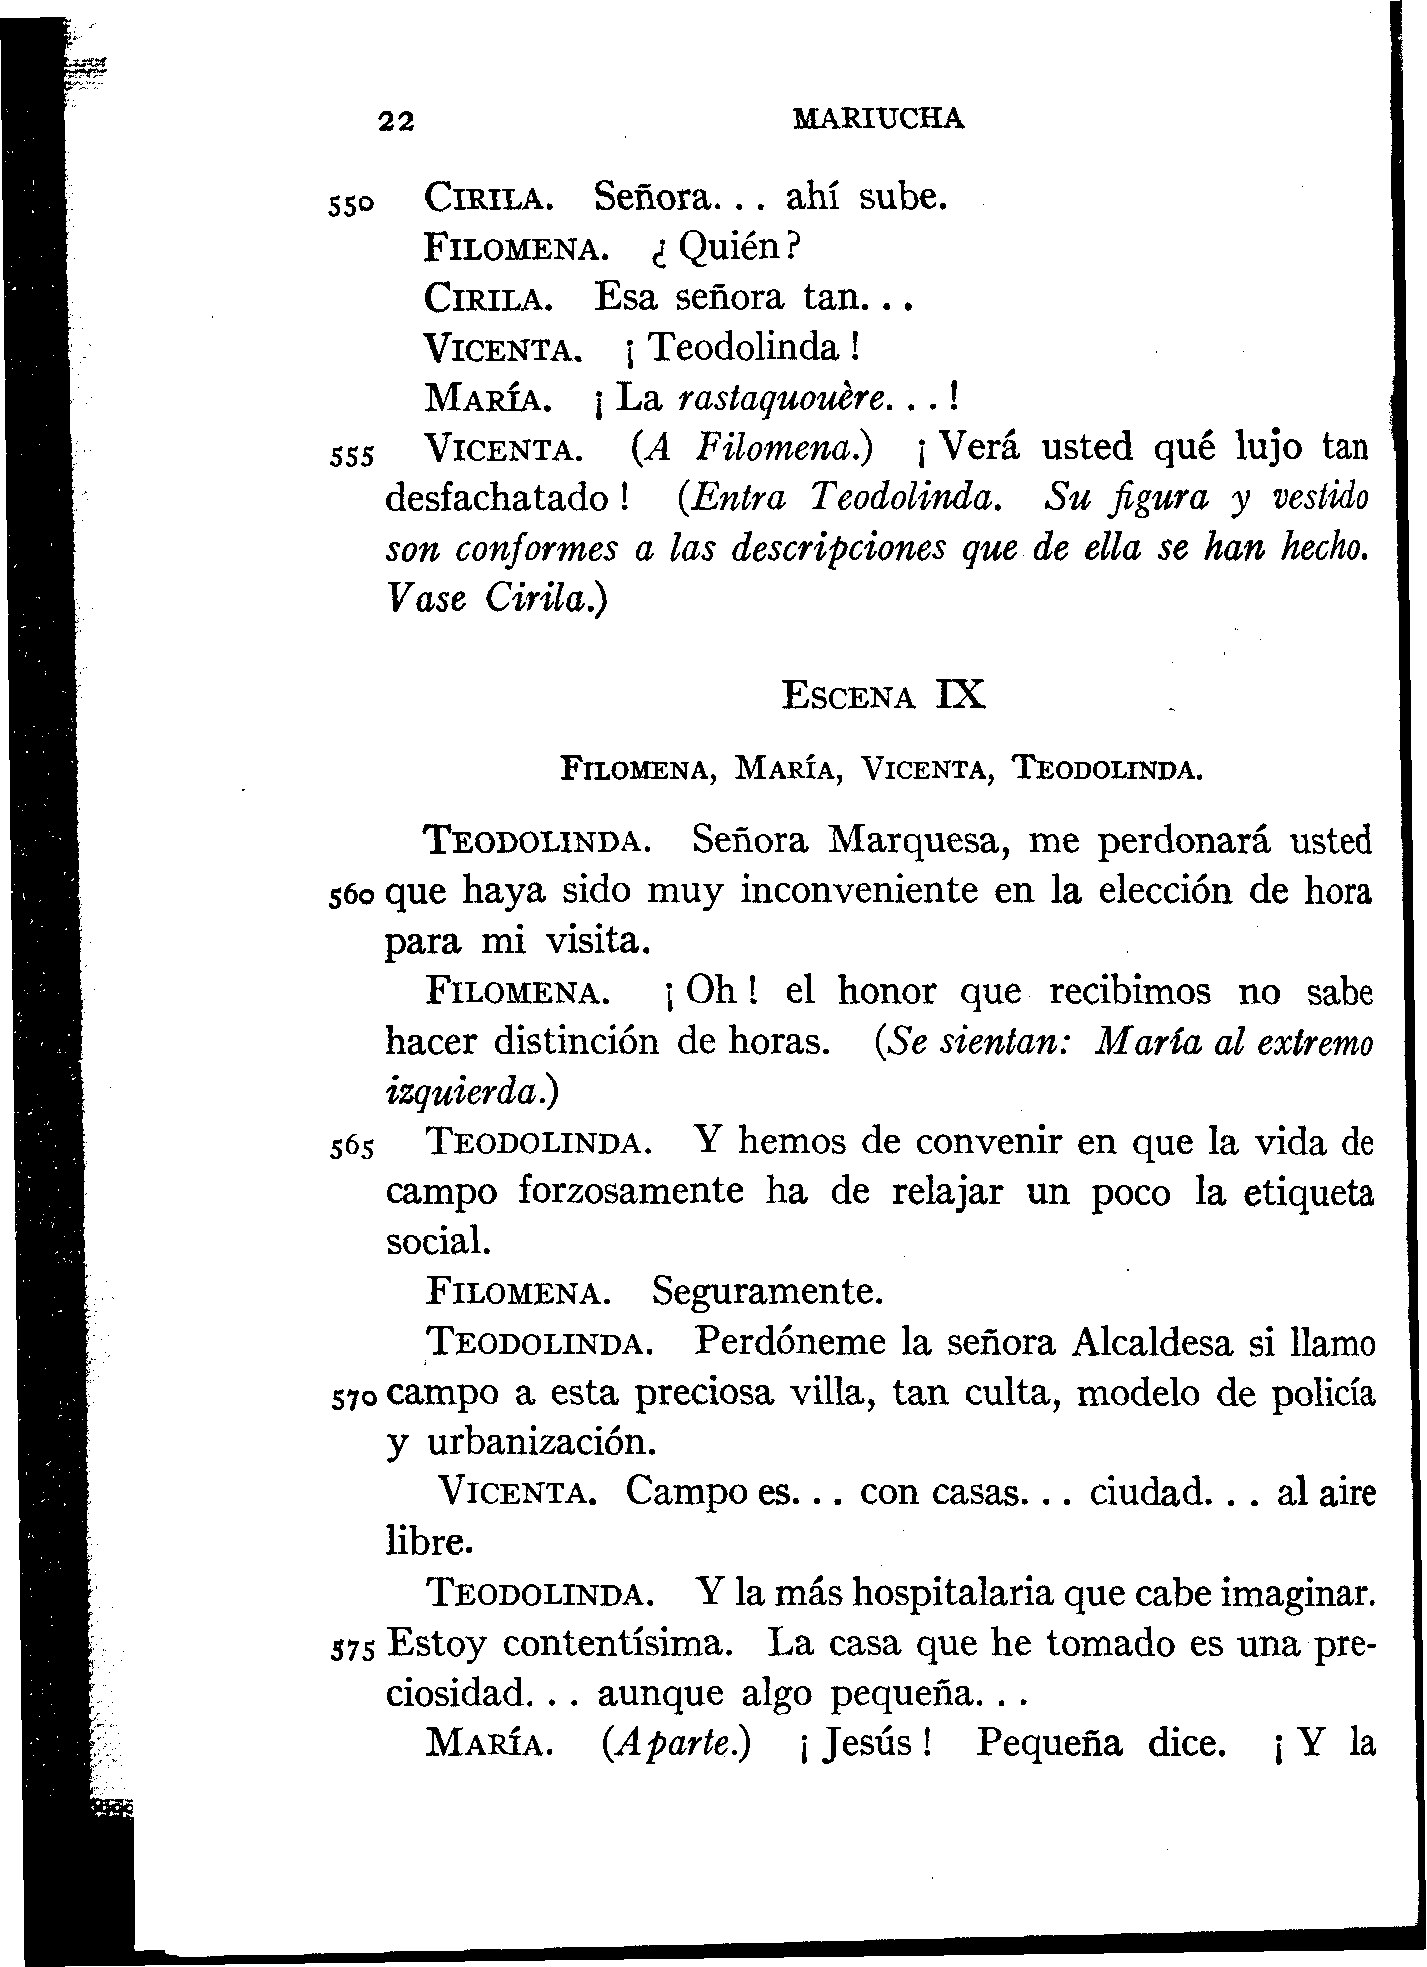 22 MARIUCHA
550 CIRILA. Señora. . . ahí sube.
FILOMENA. ¿ Quién?
CIRILA. Esa señora tan. . .
VICENTA. ¡ Teodolinda !
MARÍA. ¡ La rastaquouère. . . !
555 VICENTA. (A Filomena.) ¡ Verá usted qué lujo tan
desfachatado ! (Entra Teodolinda. Su figura y vestido
son conformes a las descripciones que de ella se han hecho.
Vase Cirila.)
ESCENA IX
FILOMENA, MARÍA, VICENTA, TEODOLINDA.
TEODOLINDA. Señora Marquesa, me perdonará usted
560 que haya sido muy inconveniente en la elección de hora
para mi visita.
FILOMENA. ¡ Oh ! el honor que recibimos no sabe
hacer distinción de horas. (Se sientan: María al extremo
izquierda.)
565 TEODOLINDA. Y hemos de convenir en que la vida de
campo forzosamente ha de relajar un poco la etiqueta
social.
FILOMENA. Seguramente.
TEODOLINDA. Perdóneme la señora Alcaldesa si llamo
570 campo a esta preciosa villa, tan culta, modelo de policía
y urbanización.
VICENTA. Campo es. . . con casas. . . ciudad. . . al aire
libre.
TEODOLINDA. Y la más hospitalaria que cabe imaginar.
575 Estoy contentísima. La casa que he tomado es una pre-
ciosidad. . . aunque algo pequeña. . .
MARÍA. (Aparte.) ¡ Jesús ! Pequeña dice. ¡ Y la